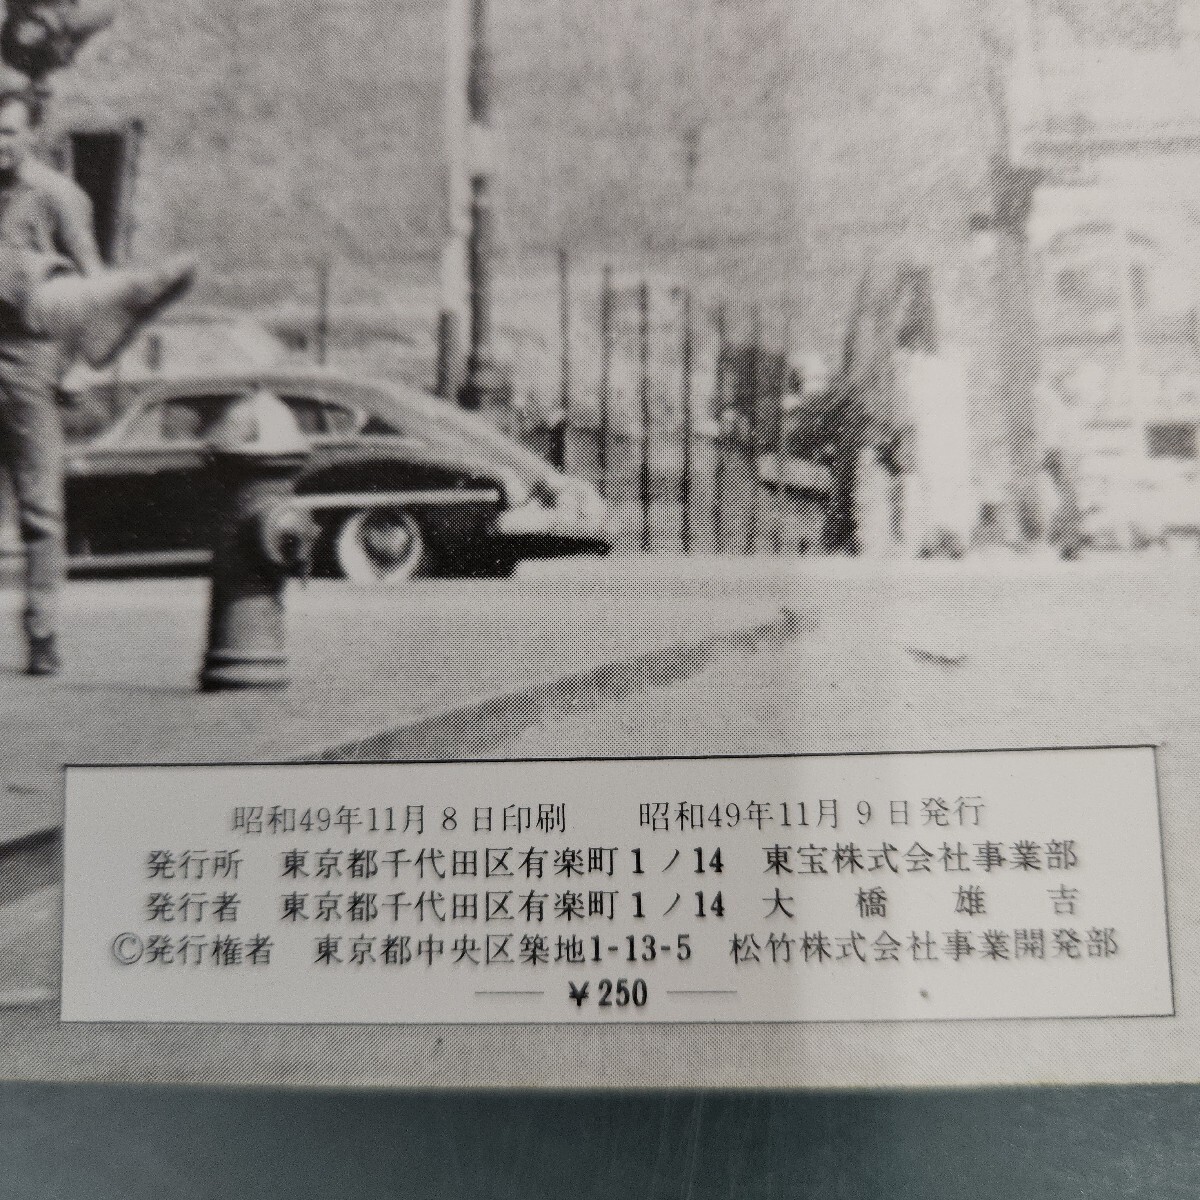 昭和49年11月8日印刷　昭和49年11月9日発行
発行所　東京都千代田区有楽町1ノ14　東宝株式会社事業部
発行者　東京都千代田区有楽町1ノ14　大橋雄吉
©発行権者　東京都中央区築地1-13-5　松竹株式会社事業開発部
—— ¥250 ——